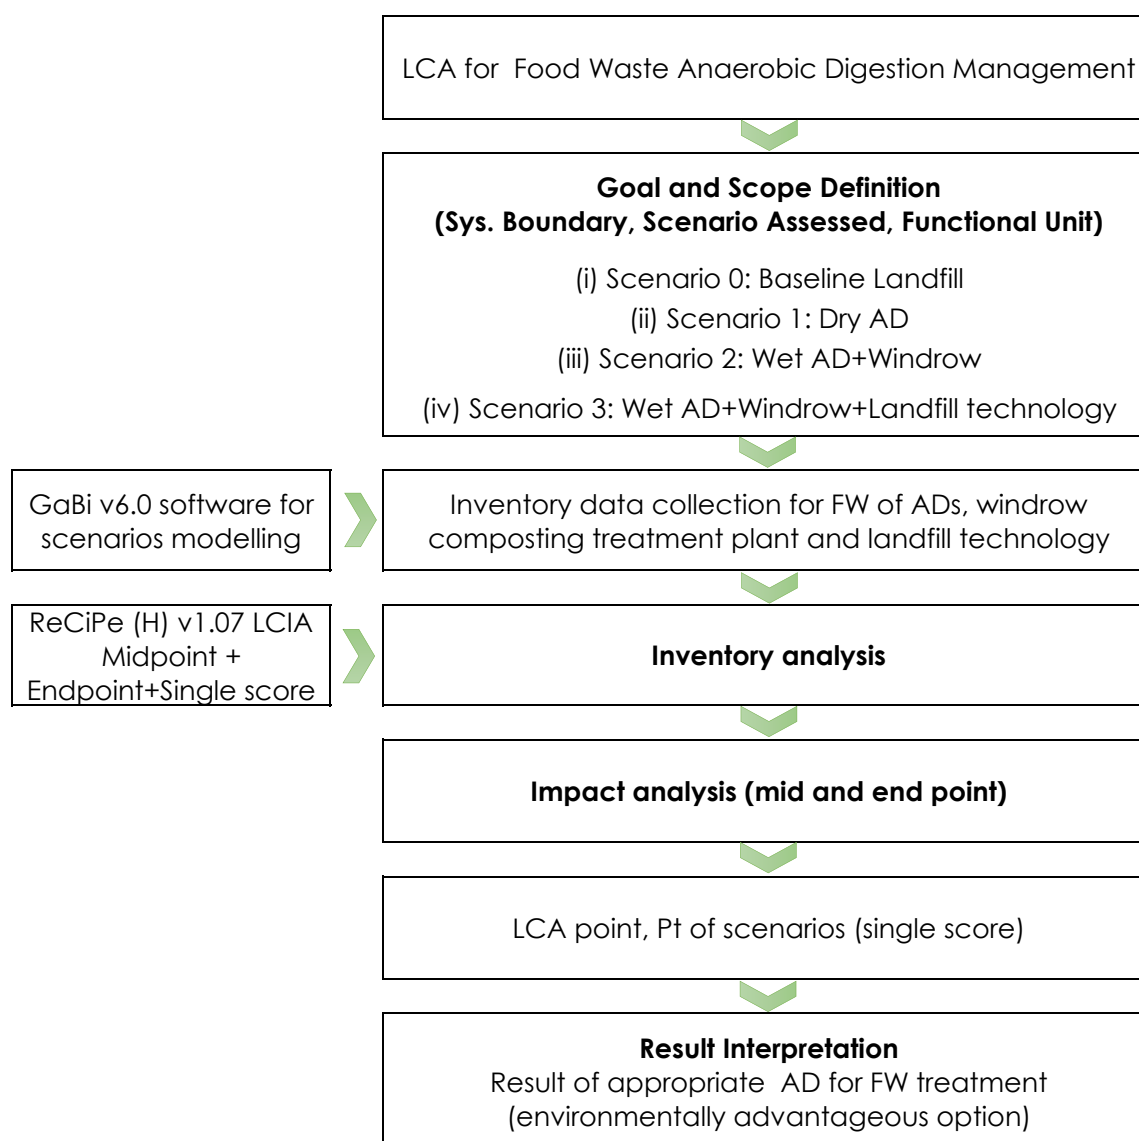 LCA for Food Waste Anaerobic Digestion Management
Goal and Scope Definition
(Sys. Boundary, Scenario Assessed, Functional Unit)
(i) Scenario 0: Baseline Landfill
(ii) Scenario 1: Dry AD
(iii) Scenario 2: Wet AD+Windrow
(iv) Scenario 3: Wet AD+Windrow+Landfill technology
GaBi v6.0 software for
scenarios modelling
Inventory data collection for FW of ADs, windrow
composting treatment plant and landfill technology
ReCiPe (H) v1.07 LCIA
Midpoint +
Endpoint+Single score
Inventory analysis
Impact analysis (mid and end point)
LCA point, Pt of scenarios (single score)
Result Interpretation
Result of appropriate AD for FW treatment
(environmentally advantageous option)